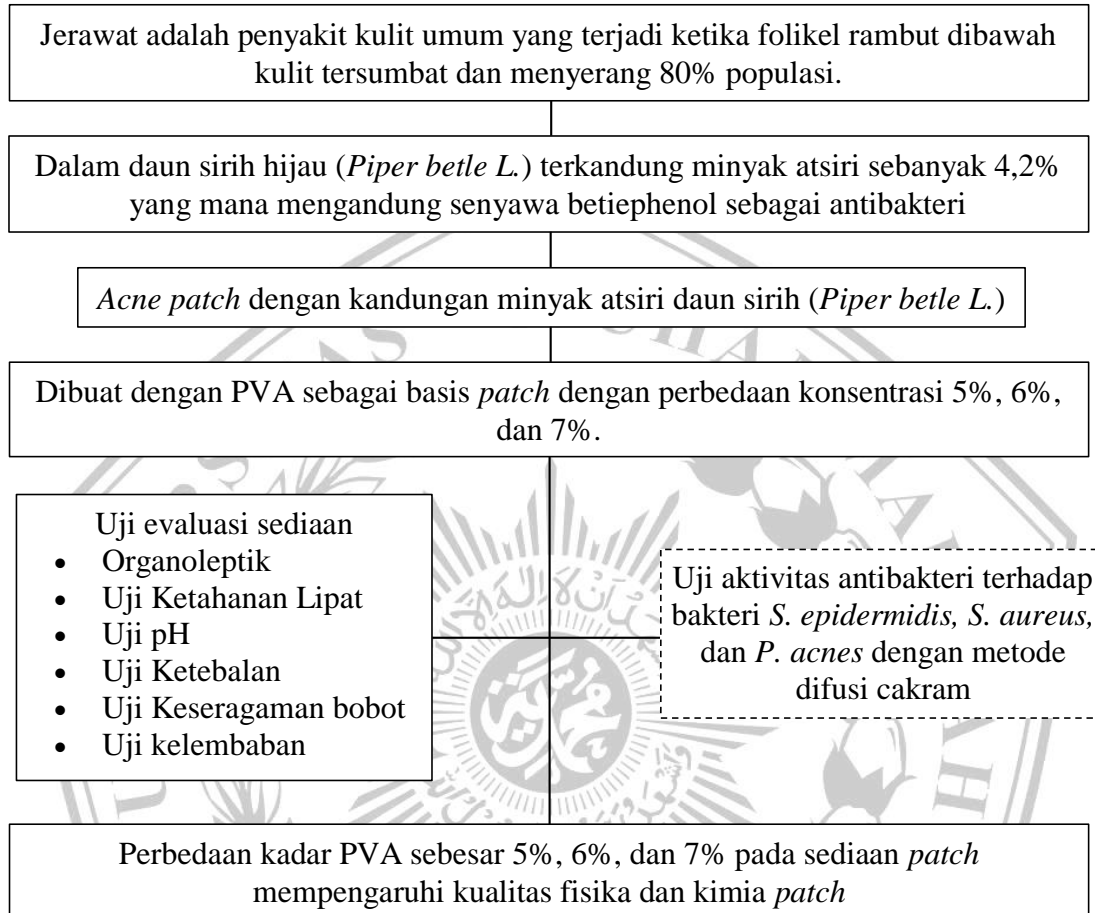 Jerawat adalah penyakit kulit umum yang terjadi ketika folikel rambut dibawah
kulit tersumbat dan menyerang 80% populasi.
Dalam daun sirih hijau (Piper betle L.) terkandung minyak atsiri sebanyak 4,2%
yang mana mengandung senyawa betiephenol sebagai antibakteri
Acne patch dengan kandungan minyak atsiri daun sirih (Piper betle L.)
Dibuat dengan PVA sebagai basis patch dengan perbedaan konsentrasi 5%, 6%,
dan 7%.
Uji evaluasi sediaan
• Organoleptik
• Uji Ketahanan Lipat
• Uji pH
• Uji Ketebalan
• Uji Keseragaman bobot
• Uji kelembaban
Uji aktivitas antibakteri terhadap
bakteri S. epidermidis, S. aureus,
dan P. acnes dengan metode
difusi cakram
Perbedaan kadar PVA sebesar 5%, 6%, dan 7% pada sediaan patch
mempengaruhi kualitas fisika dan kimia patch